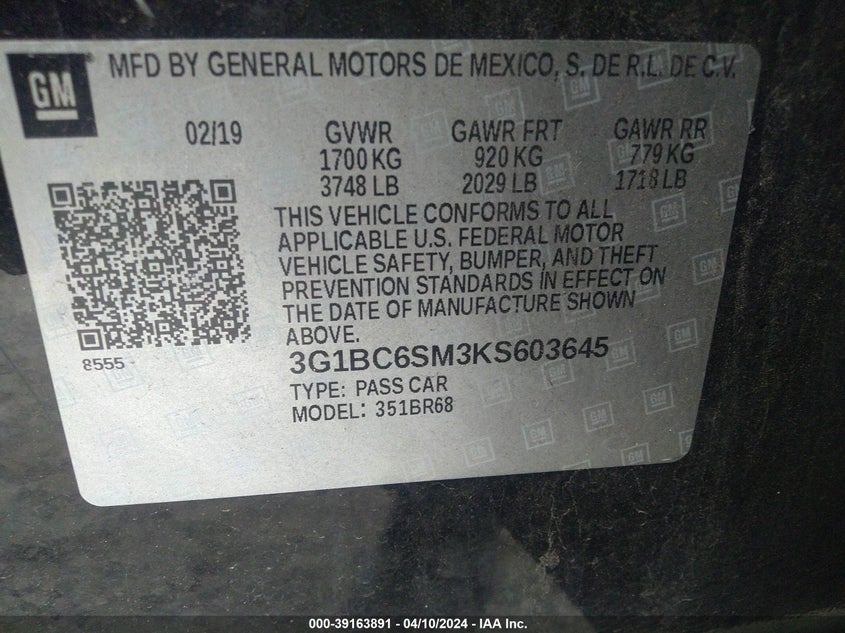 GM
MFD BY GENERAL MOTORS DE MEXICO, S. DE R.L. DE C.V.
02/19 GVWR GAWR FRT GAWR RR
1700 KG 920 KG 779 KG
3748 LB 2029 LB 1718 LB
THIS VEHICLE CONFORMS TO ALL
APPLICABLE U.S. FEDERAL MOTOR
VEHICLE SAFETY, BUMPER, AND THEFT
PREVENTION STANDARDS IN EFFECT ON
THE DATE OF MANUFACTURE SHOWN
ABOVE.
8555
3G1BC6SM3KS603645
TYPE: PASS CAR
MODEL: 351BR68
000-39163891 - 04/10/2024 - IAA Inc.